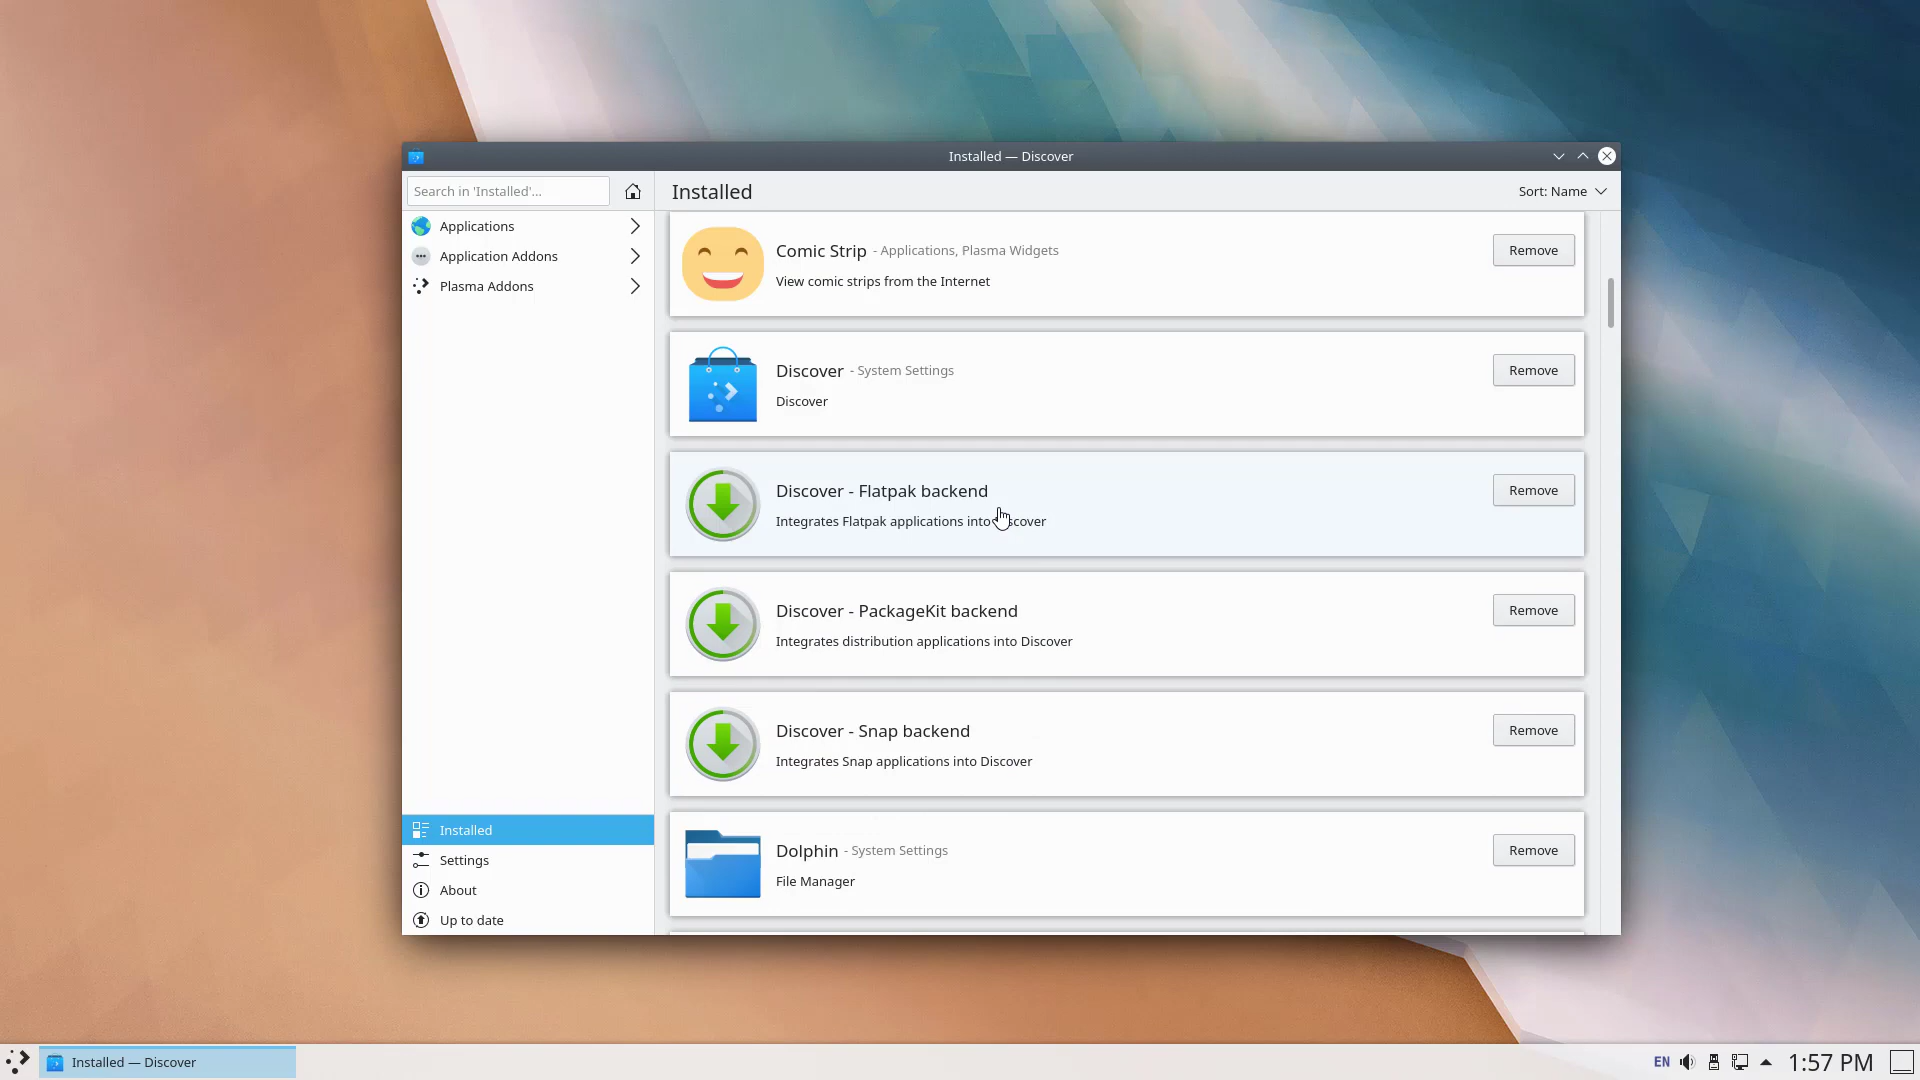 Installed — Discover
Search in 'Installed'...
Installed
Sort: Name
Applications
Application Addons
Plasma Addons
Comic Strip - Applications, Plasma Widgets
Remove
View comic strips from the Internet
Discover - System Settings
Remove
Discover
Discover - Flatpak backend
Remove
Integrates Flatpak applications into scover
Discover - PackageKit backend
Remove
Integrates distribution applications into Discover
Discover - Snap backend
Remove
Integrates Snap applications into Discover
Dolphin - System Settings
Remove
File Manager
Installed
Settings
About
Up to date
Installed — Discover
EN
1:57 PM